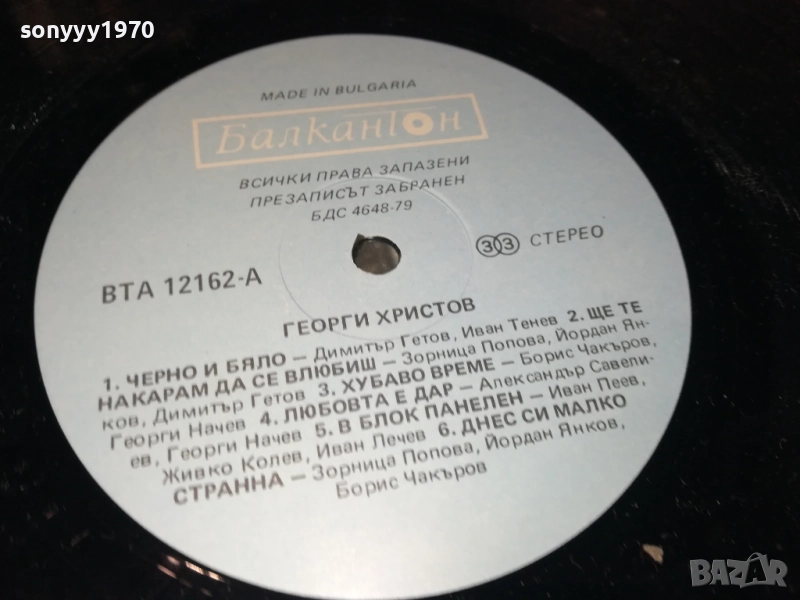 sonyyy1970
MADE IN BULGARIA
Балкантон
ВСИЧКИ ПРАВА ЗАПАЗЕНИ
ПРЕЗАПИСЪТ ЗАБРАНЕН
БДС 4648-79
33 СТЕРЕО
ВТА 12162-А
ГЕОРГИ ХРИСТОВ
1. ЧЕРНО И БЯЛО – Димитър Гетов, Иван Тенев 2. ЩЕ ТЕ
НАКАРАМ ДА СЕ ВЛЮБИШ – Зорница Попова, Йордан Ян-
ков, Димитър Гетов 3. ХУБАВО ВРЕМЕ – Борис Чакъров,
Георги Начев 4. ЛЮБОВТА Е ДАР – Александър Савели-
ев, Георги Начев 5. В БЛОК ПАНЕЛЕН – Иван Пеев,
Живко Колев, Иван Лечев 6. ДНЕС СИ МАЛКО
СТРАННА – Зорница Попова, Йордан Янков,
Борис Чакъров
BAZAR